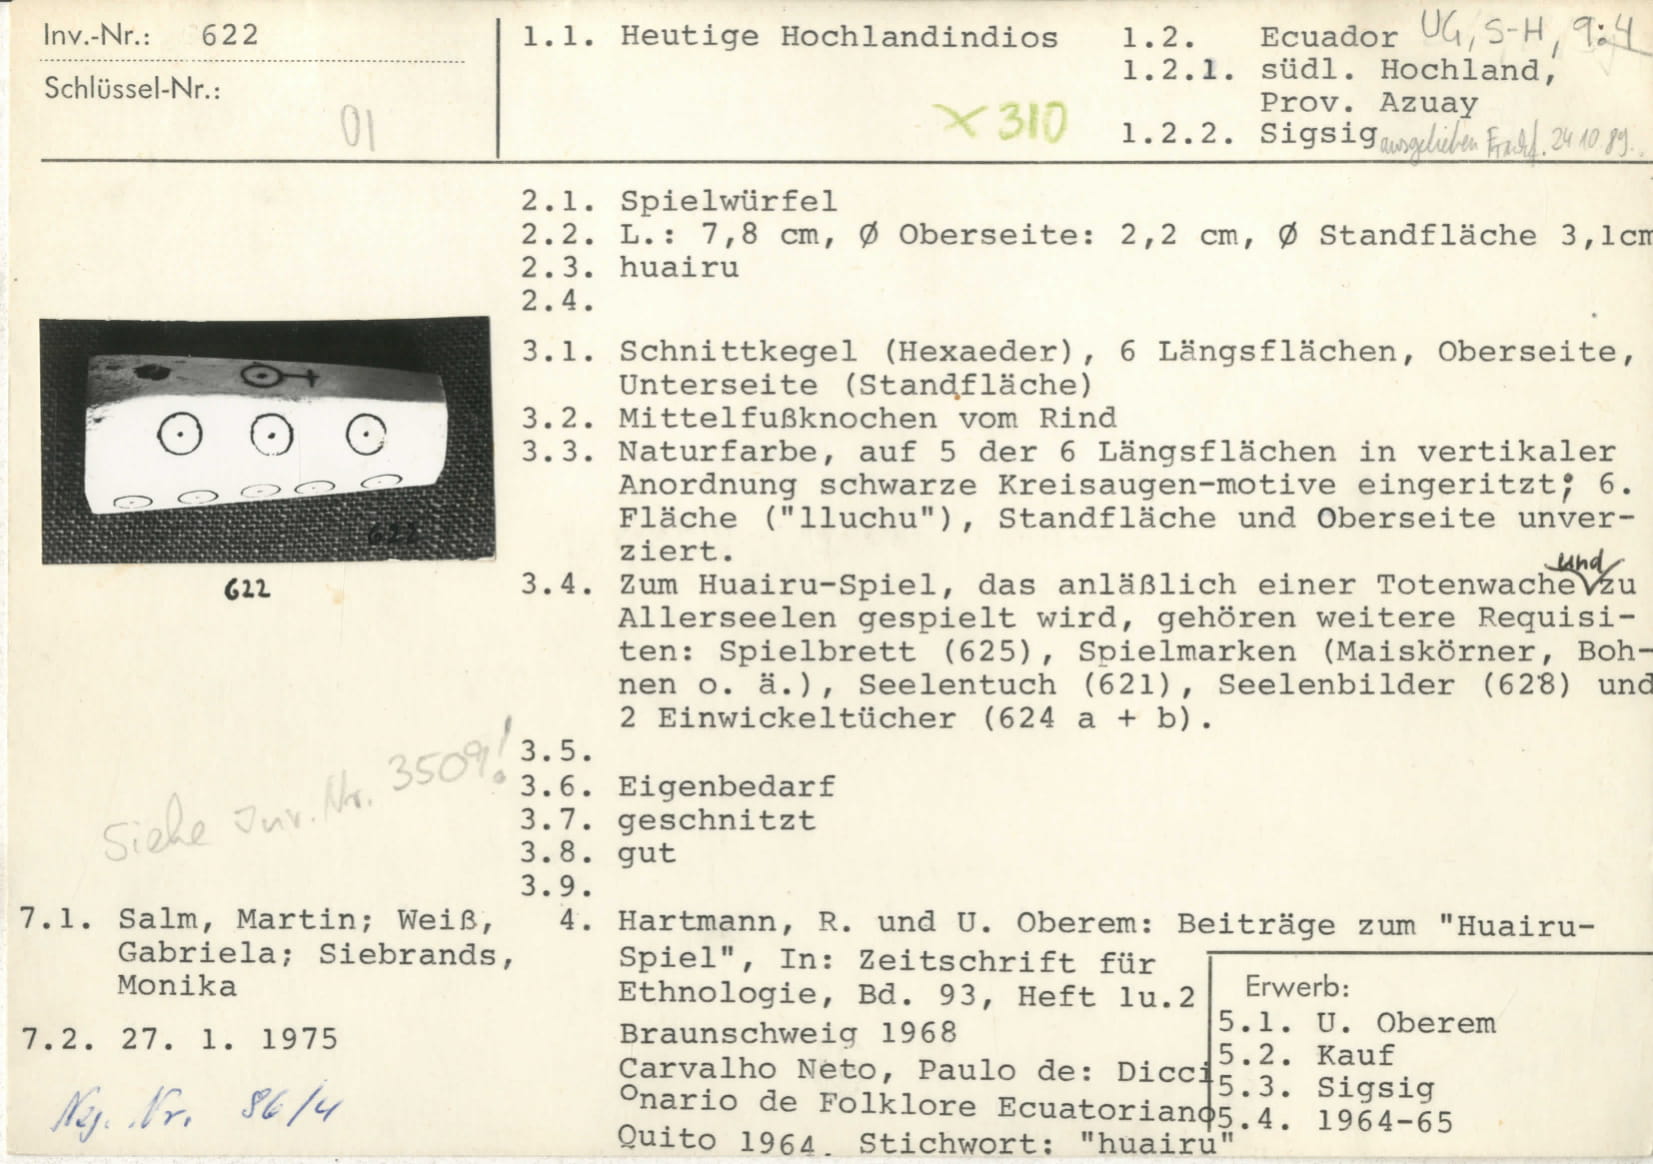 Inv.-Nr.: 622
Schlüssel-Nr.:
01
1.1. Heutige Hochlandindios
x 310
1.2. Ecuador UG, S-H, 9:4
1.2.1. südl. Hochland,
Prov. Azuay
1.2.2. Sigsig ausgeliehen Frankf. 24.10.89.
2.1. Spielwürfel
2.2. L.: 7,8 cm, Ø Oberseite: 2,2 cm, Ø Standfläche 3,1cm
2.3. huairu
2.4.
3.1. Schnittkegel (Hexaeder), 6 Längsflächen, Oberseite,
Unterseite (Standfläche)
3.2. Mittelfußknochen vom Rind
3.3. Naturfarbe, auf 5 der 6 Längsflächen in vertikaler
Anordnung schwarze Kreisaugen-motive eingeritzt; 6.
Fläche ("lluchu"), Standfläche und Oberseite unver-
ziert.
3.4. Zum Huairu-Spiel, das anläßlich einer Totenwache und zu
Allerseelen gespielt wird, gehören weitere Requisi-
ten: Spielbrett (625), Spielmarken (Maiskörner, Boh-
nen o. ä.), Seelentuch (621), Seelenbilder (628) und
2 Einwickeltücher (624 a + b).
3.5.
3.6. Eigenbedarf
3.7. geschnitzt
3.8. gut
3.9.
4. Hartmann, R. und U. Oberem: Beiträge zum "Huairu-
Spiel", In: Zeitschrift für
Ethnologie, Bd. 93, Heft 1u.2
Braunschweig 1968
Carvalho Neto, Paulo de: Dicci
onario de Folklore Ecuatoriano
Quito 1964. Stichwort: "huairu"
622
622
Siehe Inv. Nr. 3509!
7.1. Salm, Martin; Weiß,
Gabriela; Siebrands,
Monika
7.2. 27. 1. 1975
Neg. Nr. 86/4
Erwerb:
5.1. U. Oberem
5.2. Kauf
5.3. Sigsig
5.4. 1964-65